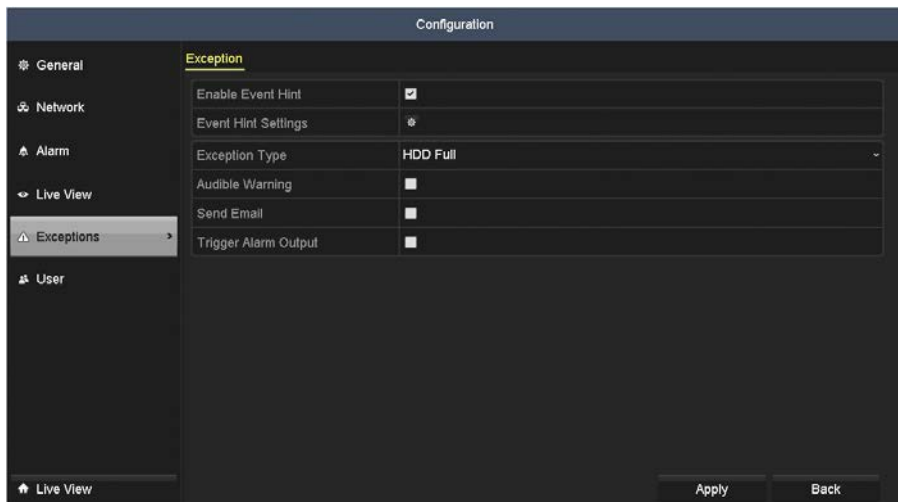 Configuration
General
Network
Alarm
Live View
Exceptions
User
Live View
Exception
Enable Event Hint
Event Hint Settings
Exception Type HDD Full
Audible Warning
Send Email
Trigger Alarm Output
Apply Back